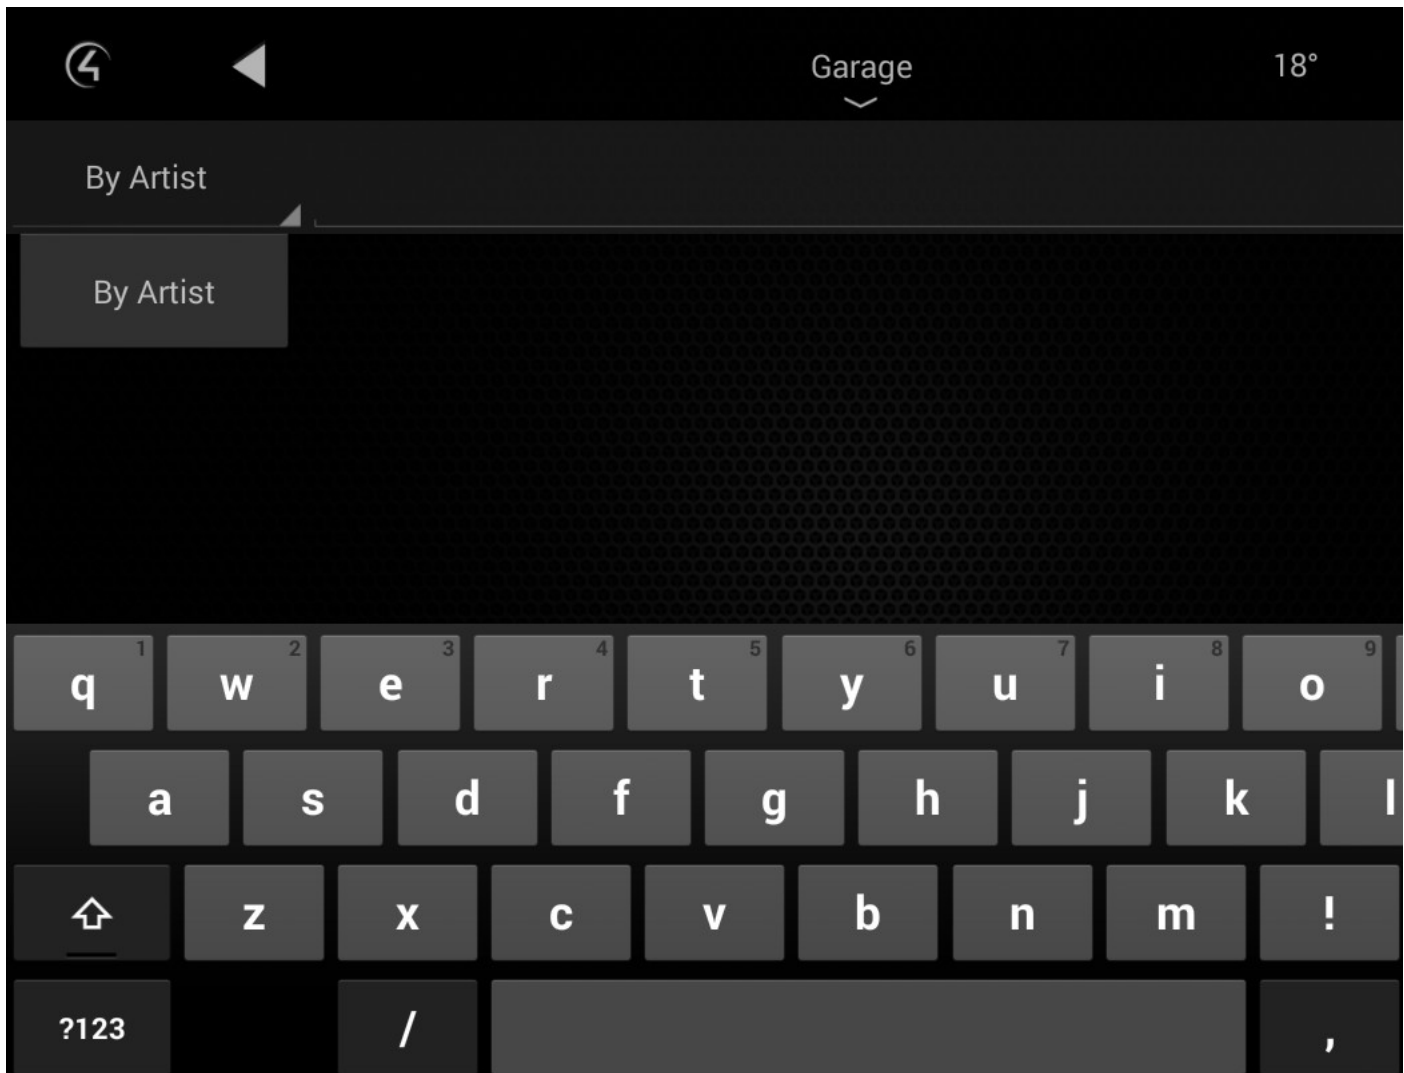 Garage 18°
By Artist
By Artist
1 2 3 4 5 6 7 8 9
q w e r t y u i o
a s d f g h j k l
z x c v b n m !
?123 / ,